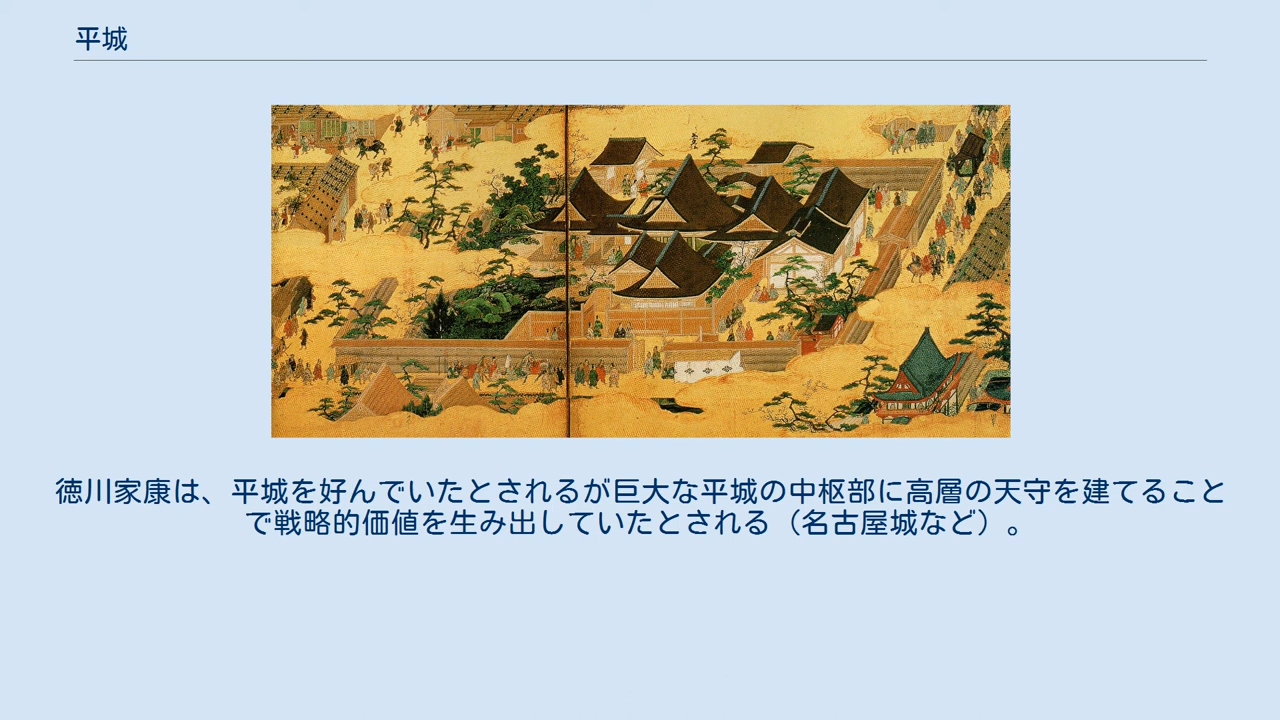 平城
徳川家康は、平城を好んでいたとされるが巨大な平城の中枢部に高層の天守を建てること
で戦略的価値を生み出していたとされる（名古屋城など）。